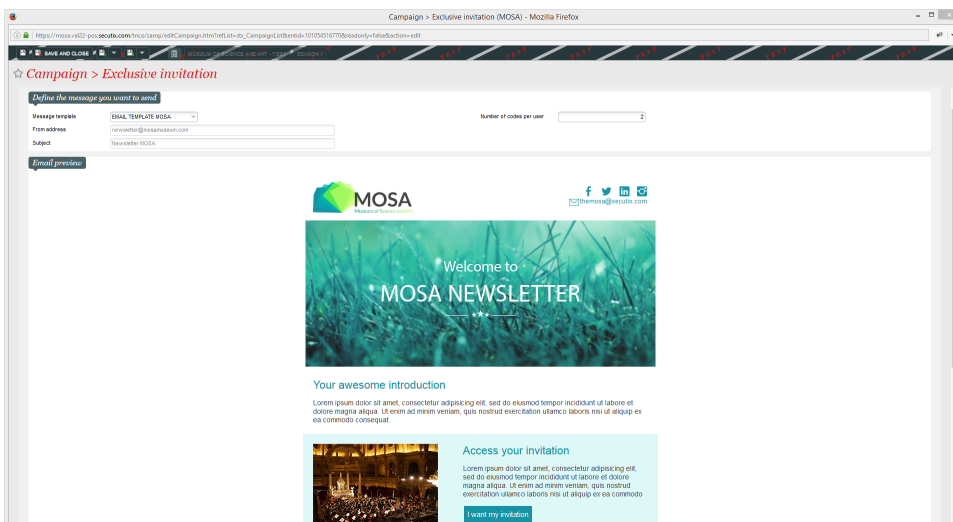 Campaign > Exclusive invitation (MOSA) - Mozilla Firefox
https://mosa.val22-pos.secutix.com/tnco/samp/editCampaign.htm?refList=zb_CampaignList&entid=101054516770&readonly=false&action=edit
SAVE AND CLOSE
MUSEUM OF SCIENCE AND ART - TEST
Campaign > Exclusive invitation
Define the message you want to send
Message template EMAIL TEMPLATE MOSA Number of codes per user 2
From address newsletter@mosamuseum.com
Subject Newsletter MOSA
Email preview
MOSA
Museum of Science and Art
themosa@secutix.com
Welcome to
MOSA NEWSLETTER
Your awesome introduction
Lorem ipsum dolor sit amet, consectetur adipisicing elit, sed do eiusmod tempor incididunt ut labore et
dolore magna aliqua. Ut enim ad minim veniam, quis nostrud exercitation ullamco laboris nisi ut aliquip ex
ea commodo consequat
Access your invitation
Lorem ipsum dolor sit amet, consectetur adipisicing elit,
sed do eiusmod tempor incididunt ut labore et dolore
magna aliqua. Ut enim ad minim veniam, quis nostrud
exercitation ullamco laboris nisi ut aliquip ex ea commodo
I want my invitation